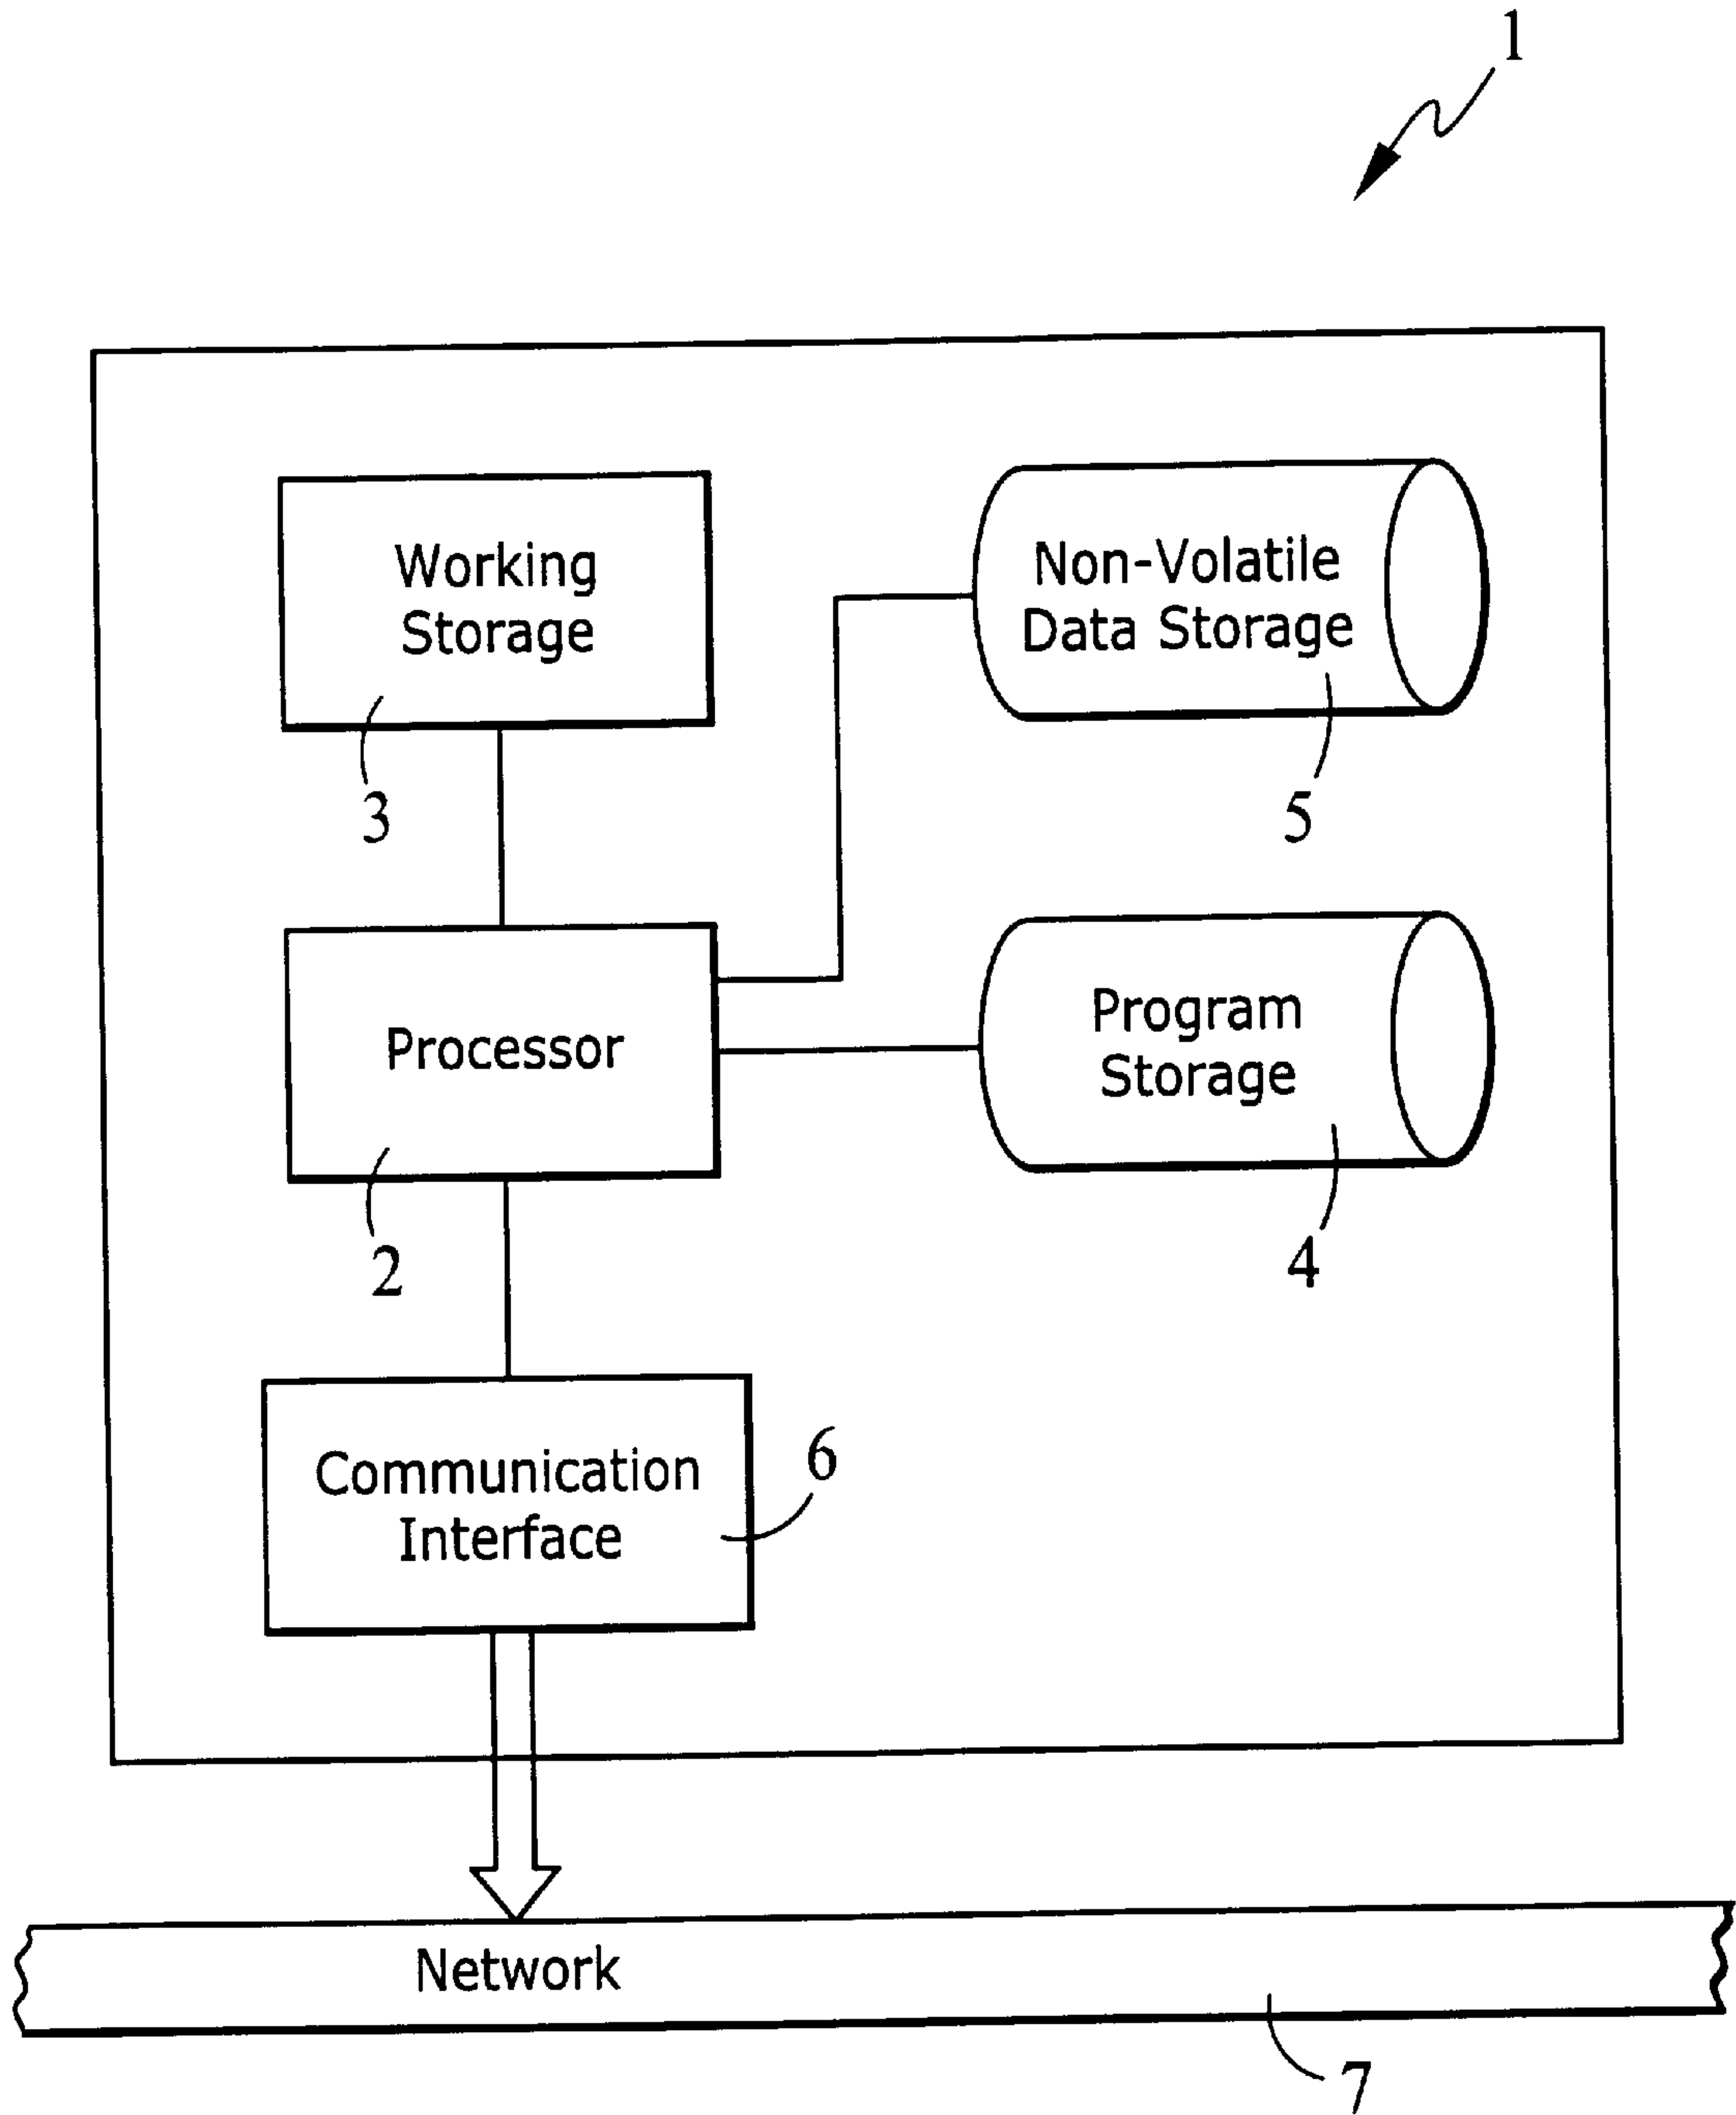 1
Working
Storage
3
Non-Volatile
Data Storage
5
Processor
2
Program
Storage
4
Communication
Interface
6
Network
7